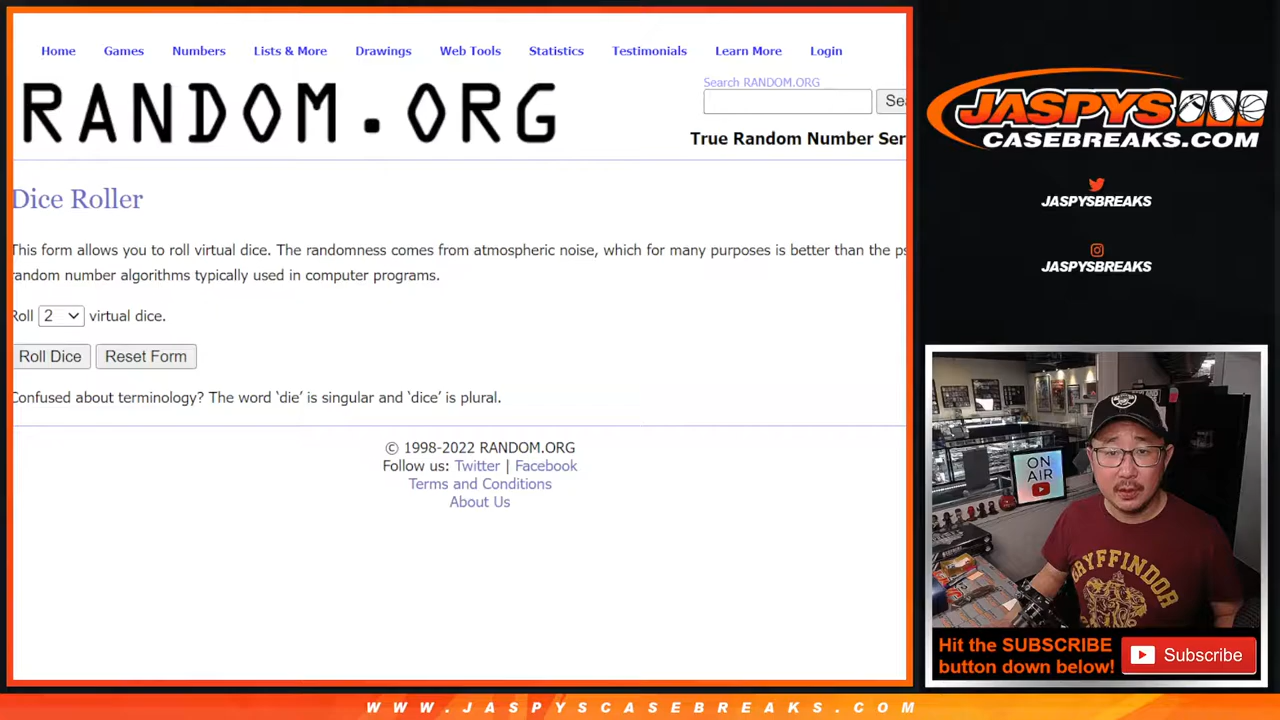 Home Games Numbers Lists & More Drawings Web Tools Statistics Testimonials Learn More Login
RANDOM.ORG
Search RANDOM.ORG
Sea
True Random Number Ser
Dice Roller
This form allows you to roll virtual dice. The randomness comes from atmospheric noise, which for many purposes is better than the ps
random number algorithms typically used in computer programs.
Roll 2 virtual dice.
Roll Dice Reset Form
Confused about terminology? The word ‘die’ is singular and ‘dice’ is plural.
© 1998-2022 RANDOM.ORG
Follow us: Twitter | Facebook
Terms and Conditions
About Us
JASPYS
CASEBREAKS.COM
JASPYSBREAKS
JASPYSBREAKS
ON
AIR
GRYFFINDOR
Hit the SUBSCRIBE
button down below!
Subscribe
WWW.JASPYSCASEBREAKS.COM